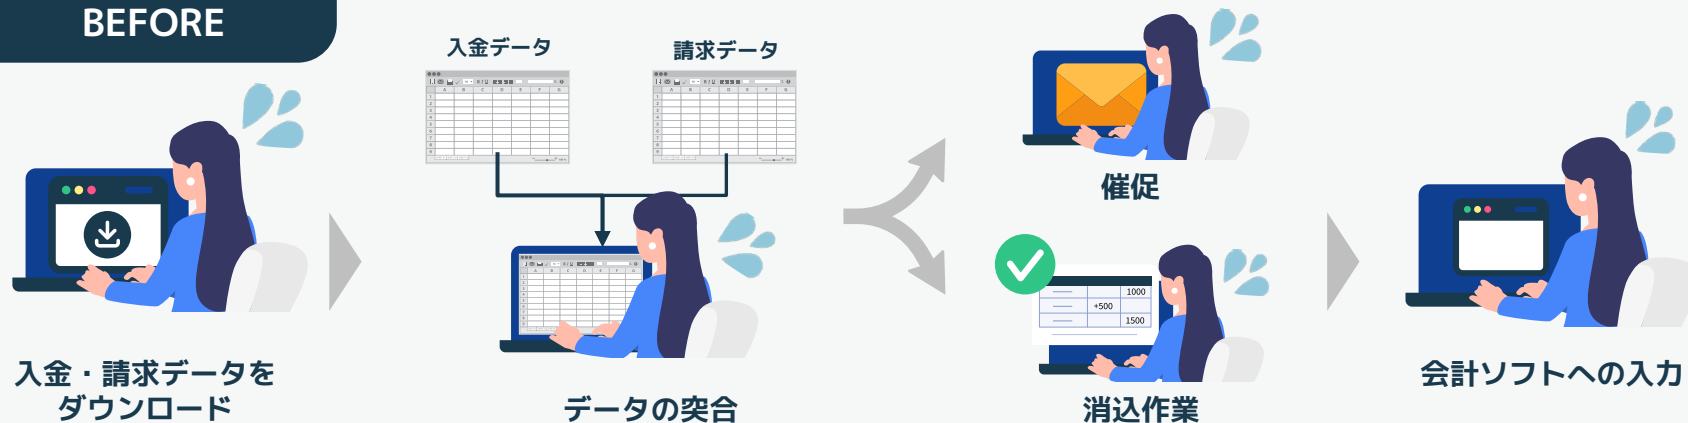 BEFORE
入金・請求データを
ダウンロード
入金データ
請求データ
データの突合
催促
1000
+500
1500
消込作業
会計ソフトへの入力